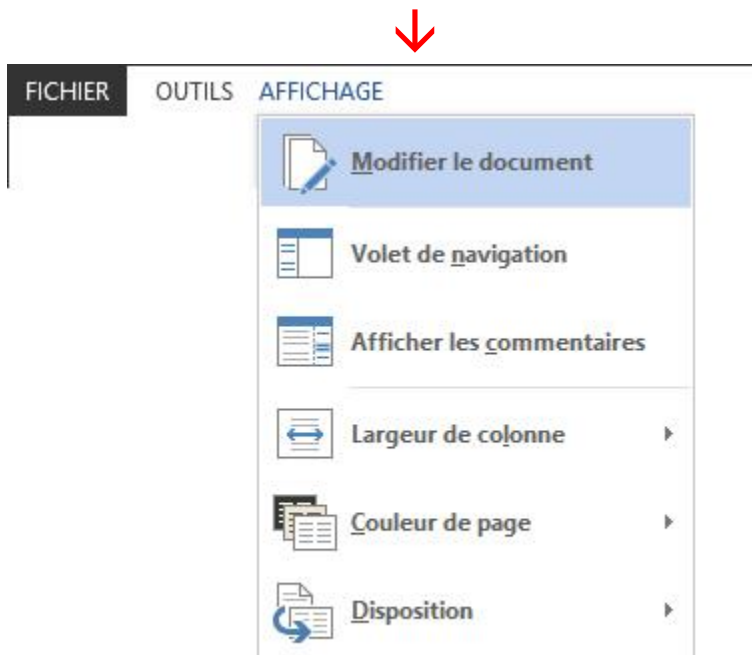 FICHIER OUTILS AFFICHAGE
Modifier le document
Volet de navigation
Afficher les commentaires
Largeur de colonne
Couleur de page
Disposition